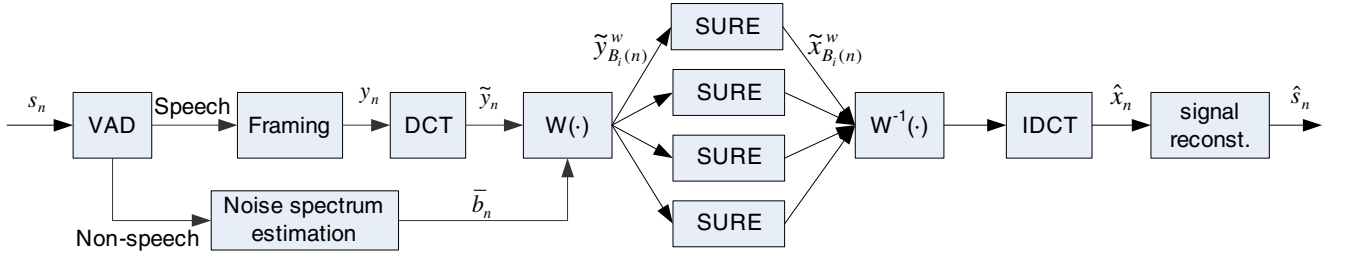 s_n
VAD
Speech
Framing
y_n
DCT
ỹ_n
W(·)
Non-speech
Noise spectrum
estimation
b̄_n
ỹ^w_{B_i(n)}
SURE
SURE
SURE
SURE
x̃^w_{B_i(n)}
W⁻¹(·)
IDCT
x̂_n
signal
reconst.
ŝ_n